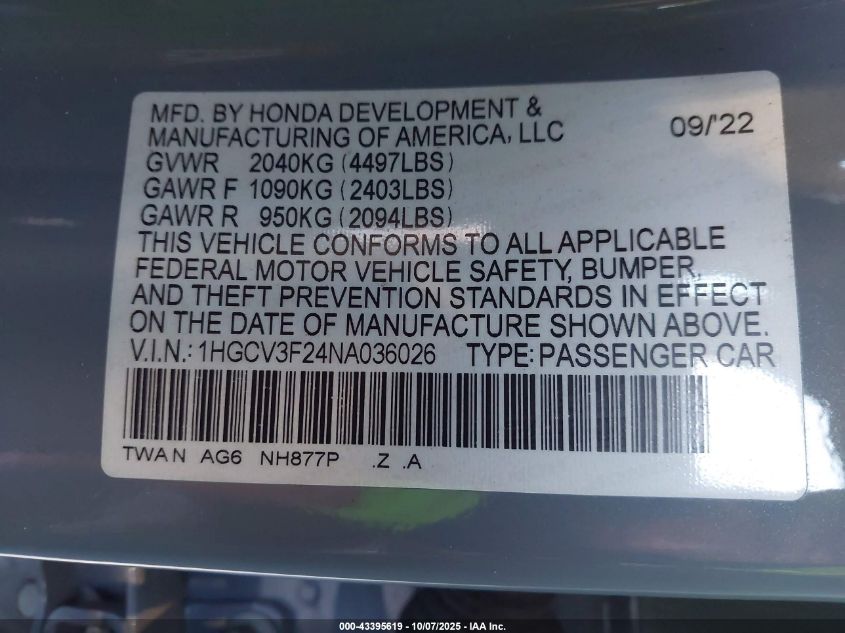 MFD. BY HONDA DEVELOPMENT &
MANUFACTURING OF AMERICA, LLC 09/'22
GVWR 2040KG (4497LBS)
GAWR F 1090KG (2403LBS)
GAWR R 950KG (2094LBS)
THIS VEHICLE CONFORMS TO ALL APPLICABLE
FEDERAL MOTOR VEHICLE SAFETY, BUMPER,
AND THEFT PREVENTION STANDARDS IN EFFECT
ON THE DATE OF MANUFACTURE SHOWN ABOVE.
V.I.N.: 1HGCV3F24NA036026 TYPE: PASSENGER CAR
TWAN AG6 NH877P .Z .A
000-43395619 - 10/07/2025 - IAA Inc.